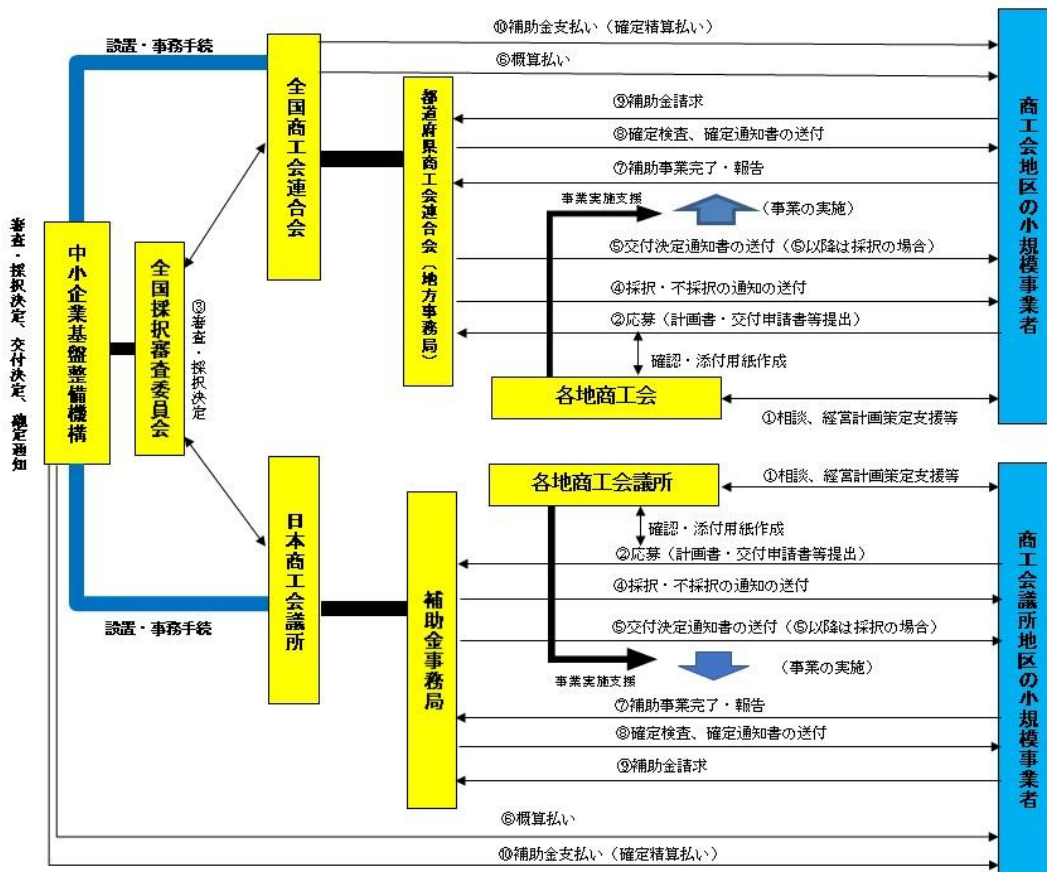 ⑩補助金支払い（確定精算払い）
設置・事務手続
⑥概算払い
全国商工会連合会
都道府県商工会連合会（地方事務局）
商工会地区の小規模事業者
⑨補助金請求
⑧確定検査、確定通知書の送付
⑦補助事業完了・報告
事業実施支援
（事業の実施）
⑤交付決定通知書の送付（⑤以降は採択の場合）
④採択・不採択の通知の送付
②応募（計画書・交付申請書等提出）
確認・添付用紙作成
各地商工会
①相談、経営計画策定支援等
審査・採択決定、交付決定、確定通知
中小企業基盤整備機構
全国採択審査委員会
③審査・採択決定
各地商工会議所
①相談、経営計画策定支援等
確認・添付用紙作成
②応募（計画書・交付申請書等提出）
日本商工会議所
補助金事務局
商工会議所地区の小規模事業者
④採択・不採択の通知の送付
⑤交付決定通知書の送付（⑤以降は採択の場合）
設置・事務手続
（事業の実施）
事業実施支援
⑦補助事業完了・報告
⑧確定検査、確定通知書の送付
⑨補助金請求
⑥概算払い
⑩補助金支払い（確定精算払い）